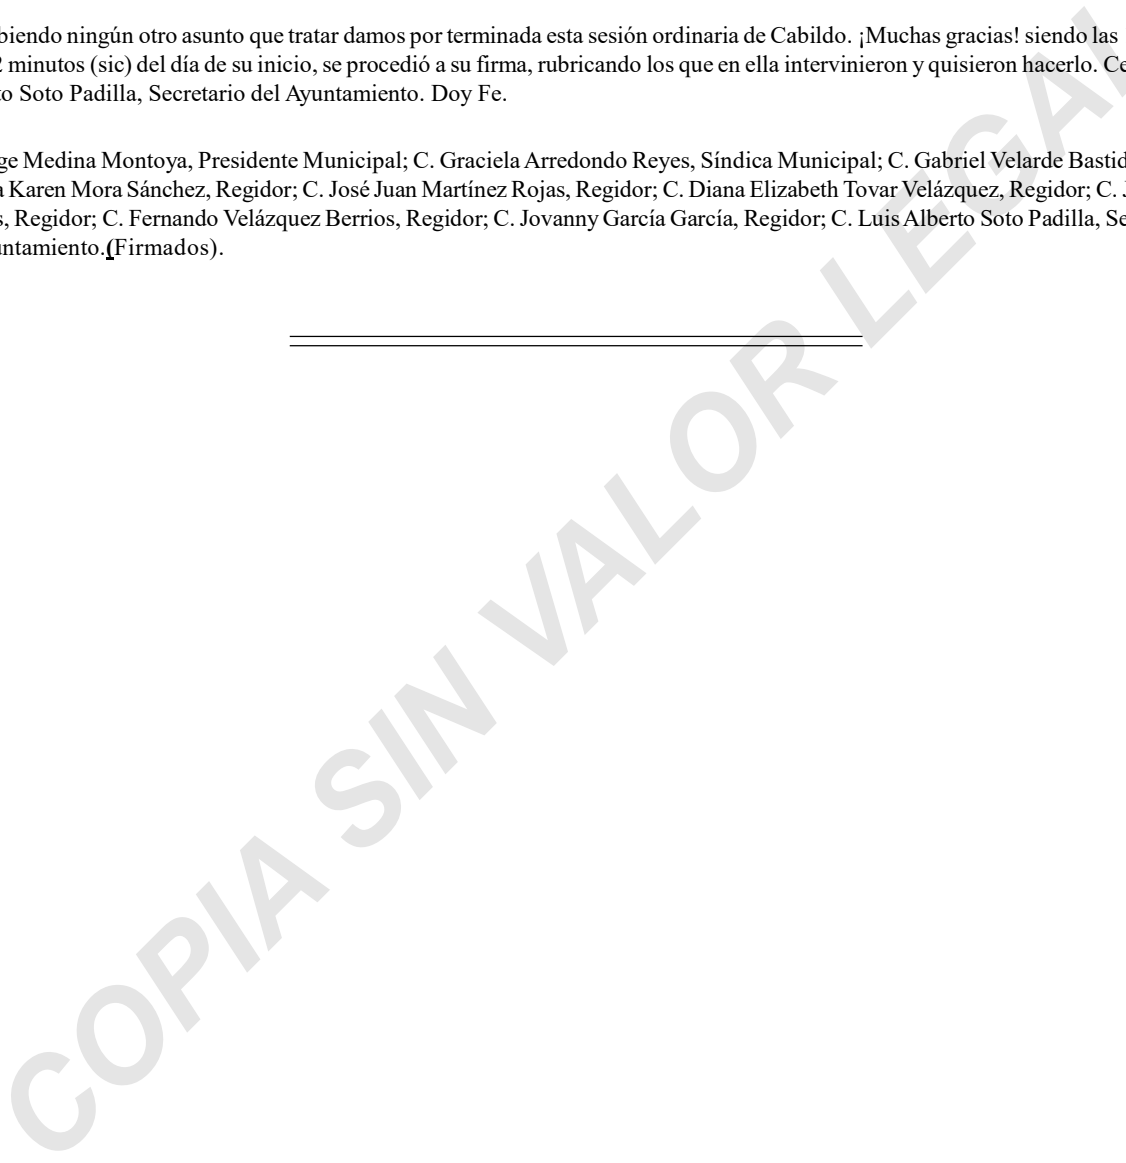 biendo ningún otro asunto que tratar damos por terminada esta sesión ordinaria de Cabildo. ¡Muchas gracias! siendo las
2 minutos (sic) del día de su inicio, se procedió a su firma, rubricando los que en ella intervinieron y quisieron hacerlo. Ce
to Soto Padilla, Secretario del Ayuntamiento. Doy Fe.
ge Medina Montoya, Presidente Municipal; C. Graciela Arredondo Reyes, Síndica Municipal; C. Gabriel Velarde Bastid
a Karen Mora Sánchez, Regidor; C. José Juan Martínez Rojas, Regidor; C. Diana Elizabeth Tovar Velázquez, Regidor; C. J
s, Regidor; C. Fernando Velázquez Berrios, Regidor; C. Jovanny García García, Regidor; C. Luis Alberto Soto Padilla, Se
untamiento.(Firmados).
COPIA SIN VALOR LEGAL